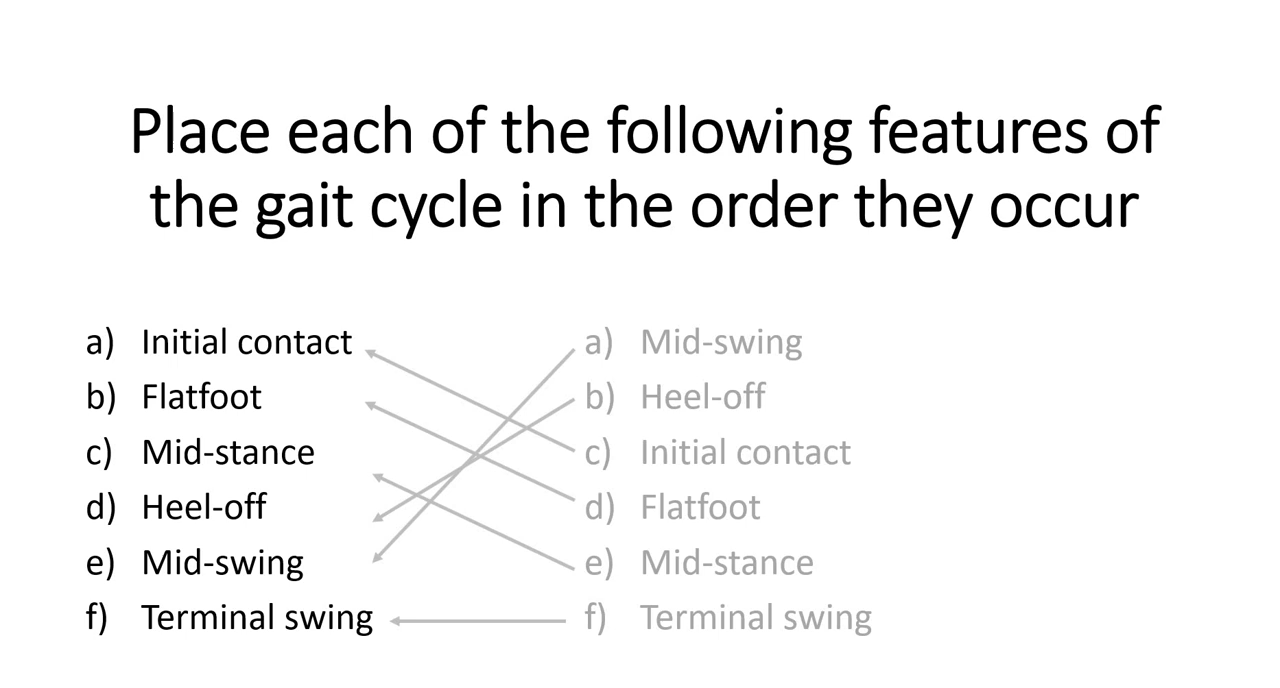 Place each of the following features of
the gait cycle in the order they occur
a) Initial contact
b) Flatfoot
c) Mid-stance
d) Heel-off
e) Mid-swing
f) Terminal swing
a) Mid-swing
b) Heel-off
c) Initial contact
d) Flatfoot
e) Mid-stance
f) Terminal swing